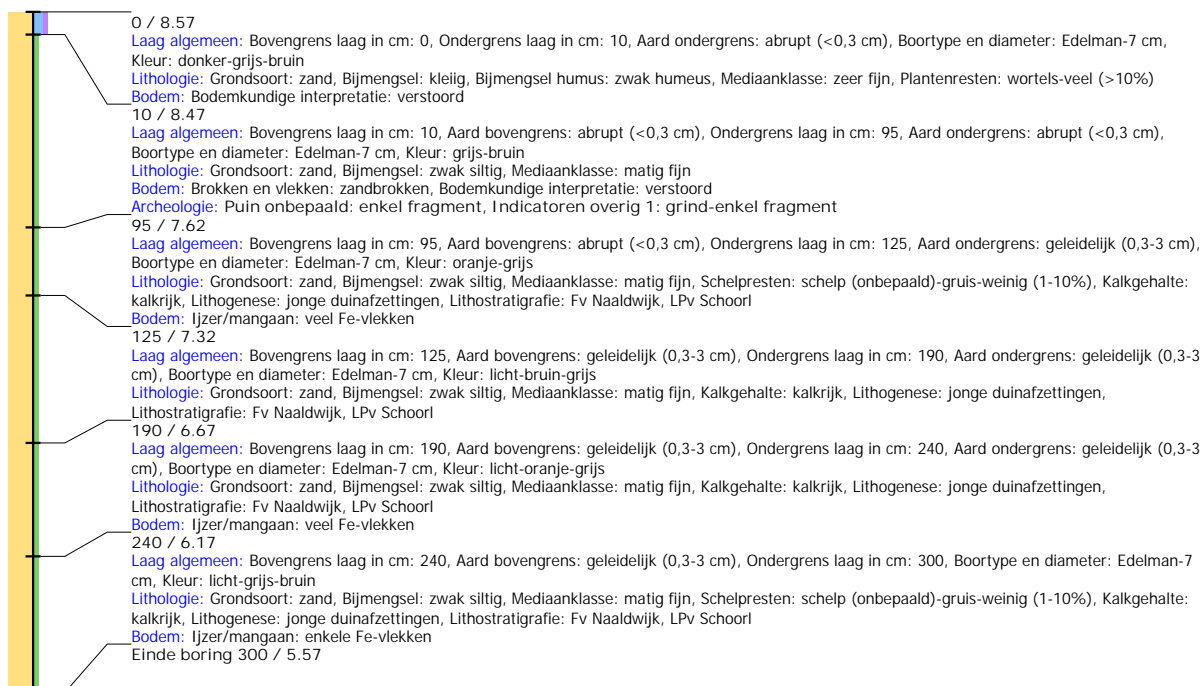 0 / 8.57
Laag algemeen: Bovengrens laag in cm: 0, Ondergrens laag in cm: 10, Aard ondergrens: abrupt (<0,3 cm), Boortype en diameter: Edelman-7 cm,
Kleur: donker-grijs-bruin
Lithologie: Grondsoort: zand, Bijmengsel: kleiig, Bijmengsel humus: zwak humeus, Mediaanklasse: zeer fijn, Plantenresten: wortels-veel (>10%)
Bodem: Bodemkundige interpretatie: verstoord
10 / 8.47
Laag algemeen: Bovengrens laag in cm: 10, Aard bovengrens: abrupt (<0,3 cm), Ondergrens laag in cm: 95, Aard ondergrens: abrupt (<0,3 cm),
Boortype en diameter: Edelman-7 cm, Kleur: grijs-bruin
Lithologie: Grondsoort: zand, Bijmengsel: zwak siltig, Mediaanklasse: matig fijn
Bodem: Brokken en vlekken: zandbrokken, Bodemkundige interpretatie: verstoord
Archeologie: Puin onbepaald: enkel fragment, Indicatoren overig 1: grind-enkel fragment
95 / 7.62
Laag algemeen: Bovengrens laag in cm: 95, Aard bovengrens: abrupt (<0,3 cm), Ondergrens laag in cm: 125, Aard ondergrens: geleidelijk (0,3-3 cm),
Boortype en diameter: Edelman-7 cm, Kleur: oranje-grijs
Lithologie: Grondsoort: zand, Bijmengsel: zwak siltig, Mediaanklasse: matig fijn, Schelpresten: schelp (onbepaald)-gruis-weinig (1-10%), Kalkgehalte:
kalkrijk, Lithogenese: jonge duinafzettingen, Lithostratigrafie: Fv Naaldwijk, LPv Schoorl
Bodem: Ijzer/mangaan: veel Fe-vlekken
125 / 7.32
Laag algemeen: Bovengrens laag in cm: 125, Aard bovengrens: geleidelijk (0,3-3 cm), Ondergrens laag in cm: 190, Aard ondergrens: geleidelijk (0,3-3
cm), Boortype en diameter: Edelman-7 cm, Kleur: licht-bruin-grijs
Lithologie: Grondsoort: zand, Bijmengsel: zwak siltig, Mediaanklasse: matig fijn, Kalkgehalte: kalkrijk, Lithogenese: jonge duinafzettingen,
Lithostratigrafie: Fv Naaldwijk, LPv Schoorl
190 / 6.67
Laag algemeen: Bovengrens laag in cm: 190, Aard bovengrens: geleidelijk (0,3-3 cm), Ondergrens laag in cm: 240, Aard ondergrens: geleidelijk (0,3-3
cm), Boortype en diameter: Edelman-7 cm, Kleur: licht-oranje-grijs
Lithologie: Grondsoort: zand, Bijmengsel: zwak siltig, Mediaanklasse: matig fijn, Kalkgehalte: kalkrijk, Lithogenese: jonge duinafzettingen,
Lithostratigrafie: Fv Naaldwijk, LPv Schoorl
Bodem: Ijzer/mangaan: veel Fe-vlekken
240 / 6.17
Laag algemeen: Bovengrens laag in cm: 240, Aard bovengrens: geleidelijk (0,3-3 cm), Ondergrens laag in cm: 300, Boortype en diameter: Edelman-7
cm, Kleur: licht-grijs-bruin
Lithologie: Grondsoort: zand, Bijmengsel: zwak siltig, Mediaanklasse: matig fijn, Schelpresten: schelp (onbepaald)-gruis-weinig (1-10%), Kalkgehalte:
kalkrijk, Lithogenese: jonge duinafzettingen, Lithostratigrafie: Fv Naaldwijk, LPv Schoorl
Bodem: Ijzer/mangaan: enkele Fe-vlekken
Einde boring 300 / 5.57